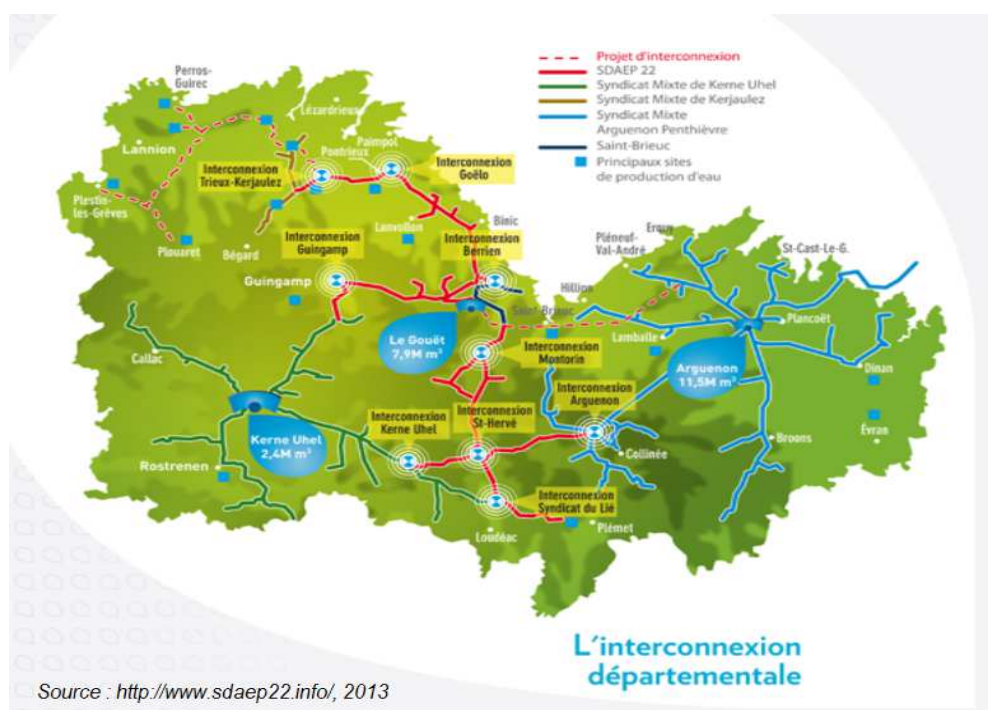 Projet d'interconnexion
SDAEP 22
Syndicat Mixte de Kerne Uhel
Syndicat Mixte de Kerjaulez
Syndicat Mixte
Arguenon Penthièvre
Saint-Brieuc
Principaux sites
de production d'eau
Perros-
Guirec
Lézardrieux
Lannion
Paimpol
Pontrieux
Interconnexion
Trieux-Kerjaulez
Interconnexion
Goëlo
Plestin-
les-Grèves
Plouaret
Bégard
Lanvollon
Binic
Interconnexion
Guingamp
Interconnexion
Berrien
Guingamp
Erquy
Pléneuf-
Val-André
St-Cast-Le-G.
Hillion
Saint-Brieuc
Plancoët
Lamballe
Le Gouët
7,9M m³
Interconnexion
Montorin
Arguenon
11,5M m³
Callac
Dinan
Interconnexion
Arguenon
Interconnexion
Kerne Uhel
Interconnexion
St-Hervé
Évran
Kerne Uhel
2,4M m³
Broons
Collinée
Rostrenen
Interconnexion
Syndicat du Lié
Plémet
Loudéac
L'interconnexion
départementale
Source : http://www.sdaep22.info/, 2013